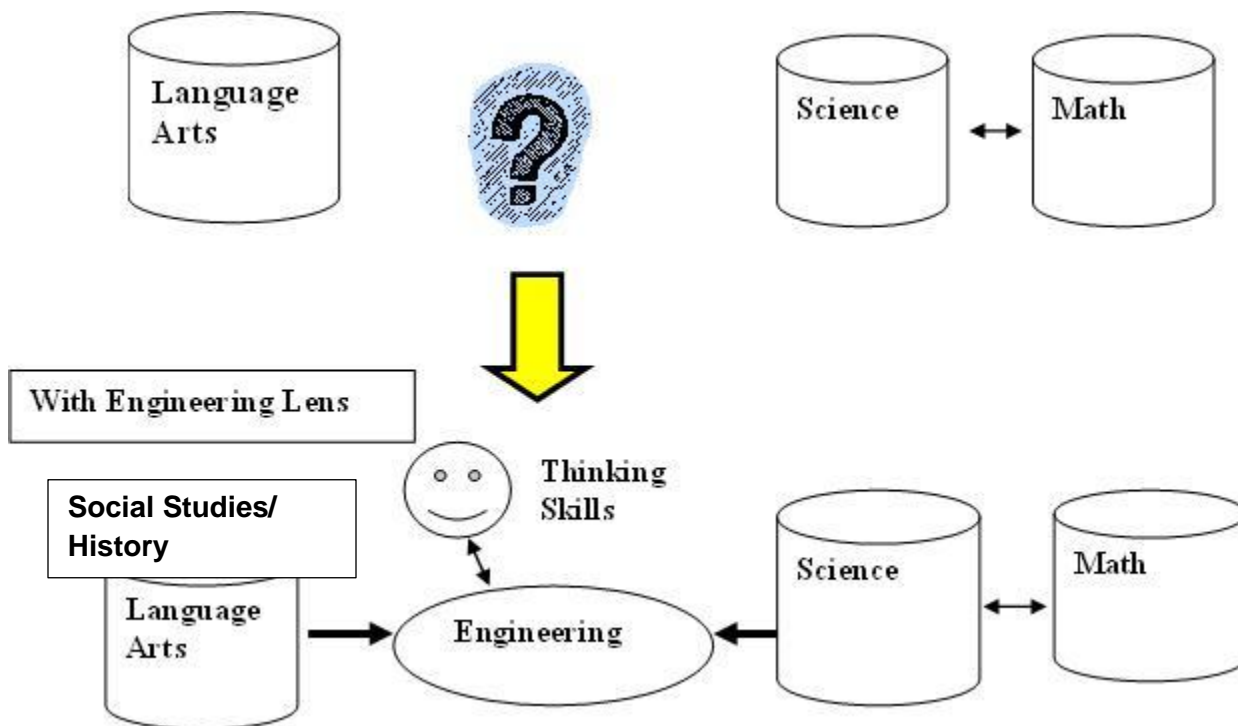 Language
Arts
?
Science
Math
With Engineering Lens
Thinking
Skills
Social Studies/
History
Language
Arts
Engineering
Science
Math